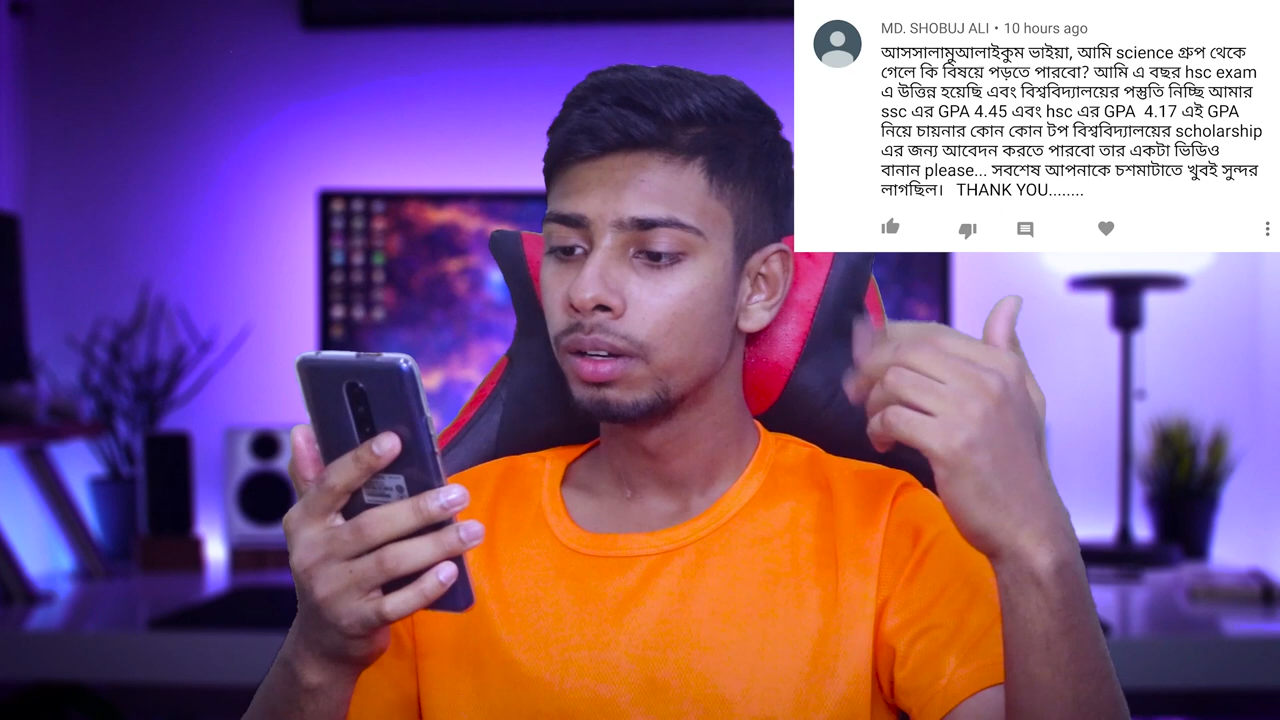 MD. SHOBUJ ALI • 10 hours ago
আসসালামুআলাইকুম ভাইয়া, আমি science গ্রুপ থেকে
গেলে কি বিষয়ে পড়তে পারবো? আমি এ বছর hsc exam
এ উত্তিন্ন হয়েছি এবং বিশ্ববিদ্যালয়ের পস্তুতি নিচ্ছি আমার
ssc এর GPA 4.45 এবং hsc এর GPA 4.17 এই GPA
নিয়ে চায়নার কোন কোন টপ বিশ্ববিদ্যালয়ের scholarship
এর জন্য আবেদন করতে পারবো তার একটা ভিডিও
বানান please... সবশেষ আপনাকে চশমাটাতে খুবই সুন্দর
লাগছিল। THANK YOU........